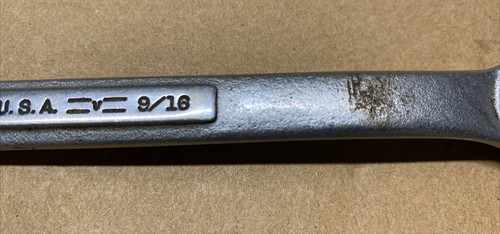 U.S.A. =v= 9/16